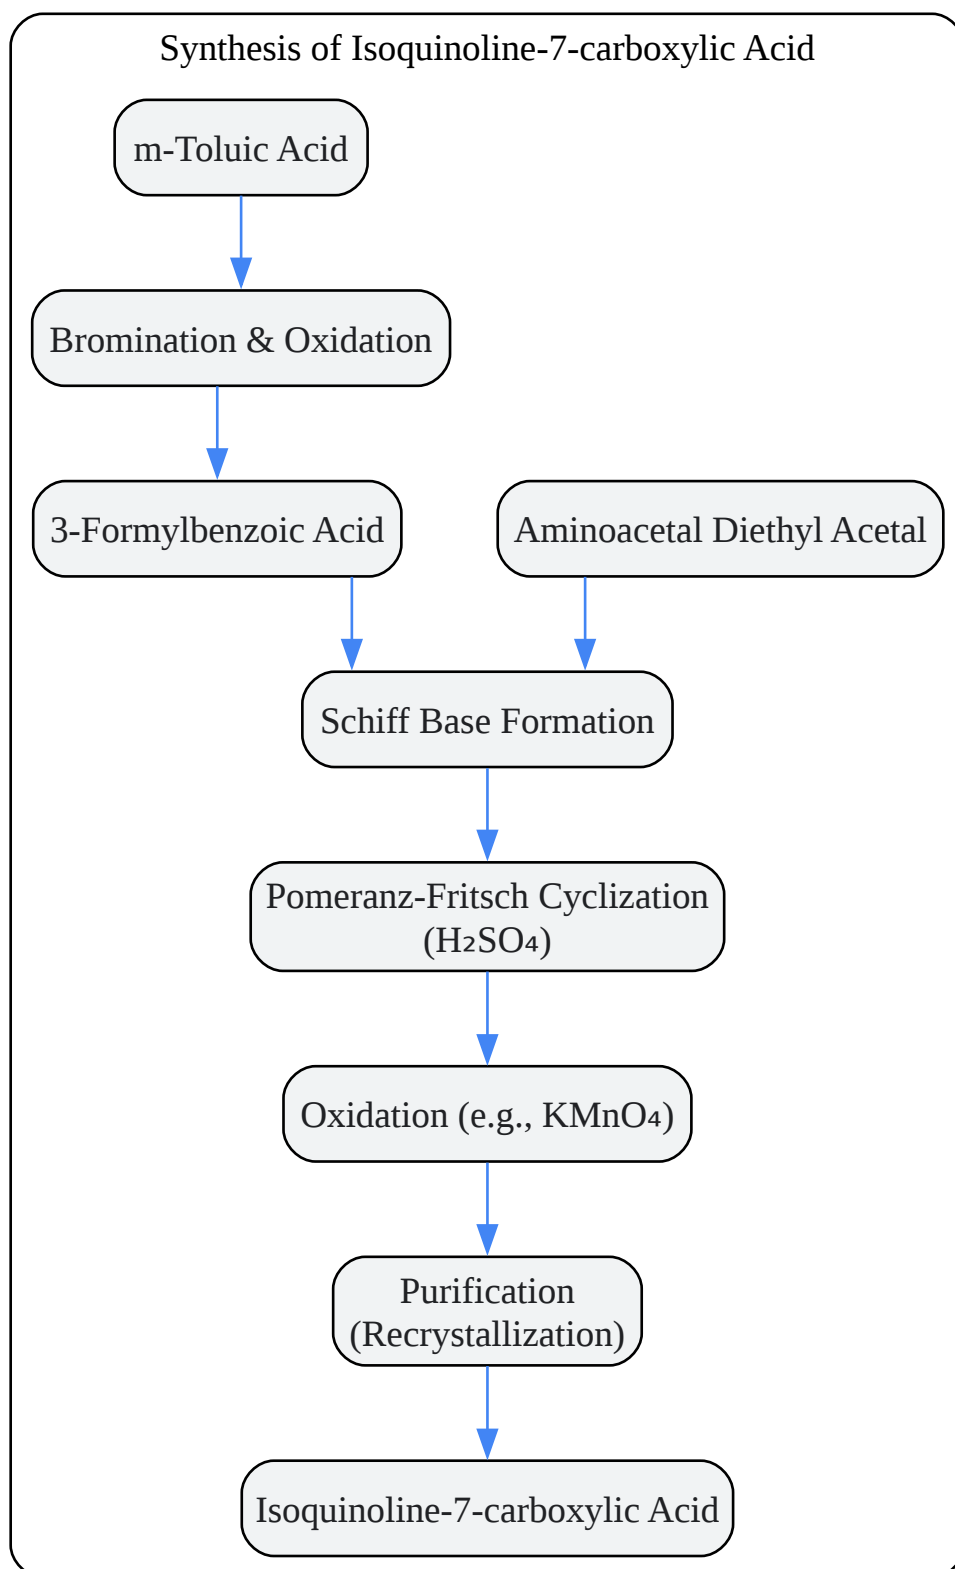 Synthesis of Isoquinoline-7-carboxylic Acid
m-Toluic Acid
Bromination & Oxidation
3-Formylbenzoic Acid
Aminoacetal Diethyl Acetal
Schiff Base Formation
Pomeranz-Fritsch Cyclization
(H₂SO₄)
Oxidation (e.g., KMnO₄)
Purification
(Recrystallization)
Isoquinoline-7-carboxylic Acid